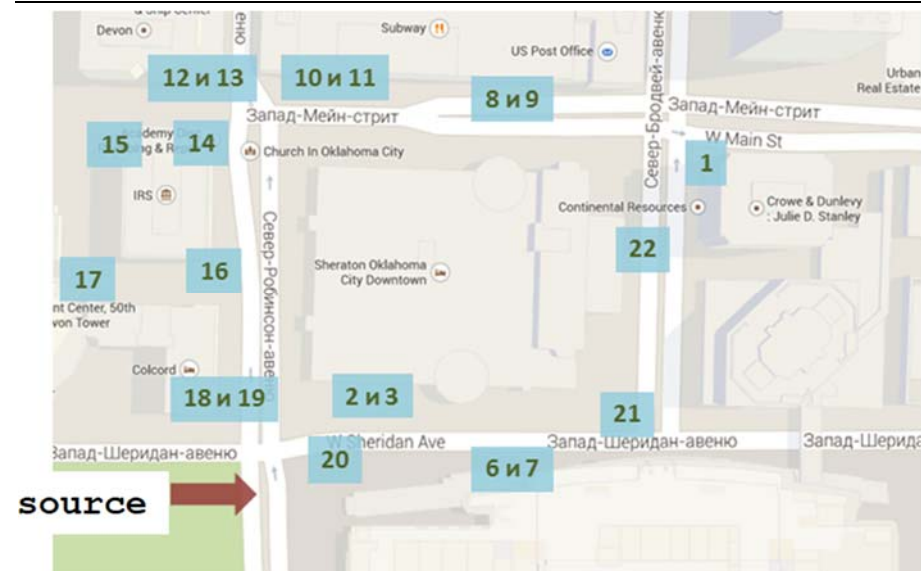 & Ship Center
Devon
Subway
US Post Office
12 и 13
10 и 11
8 и 9
Urban
Real Estate
Запад-Мейн-стрит
Запад-Мейн-стрит
W Main St
Север-Бродвей-авеню
15
14
Church In Oklahoma City
1
IRS
Continental Resources
Crowe & Dunlevy
: Julie D. Stanley
22
17
16
Sheraton Oklahoma
City Downtown
nt Center, 50th
von Tower
Север-Робинсон-авеню
Colcord
18 и 19
2 и 3
21
W Sheridan Ave
Запад-Шеридан-авеню
Запад-Шеридан-авеню
Запад-Шерида
20
6 и 7
source